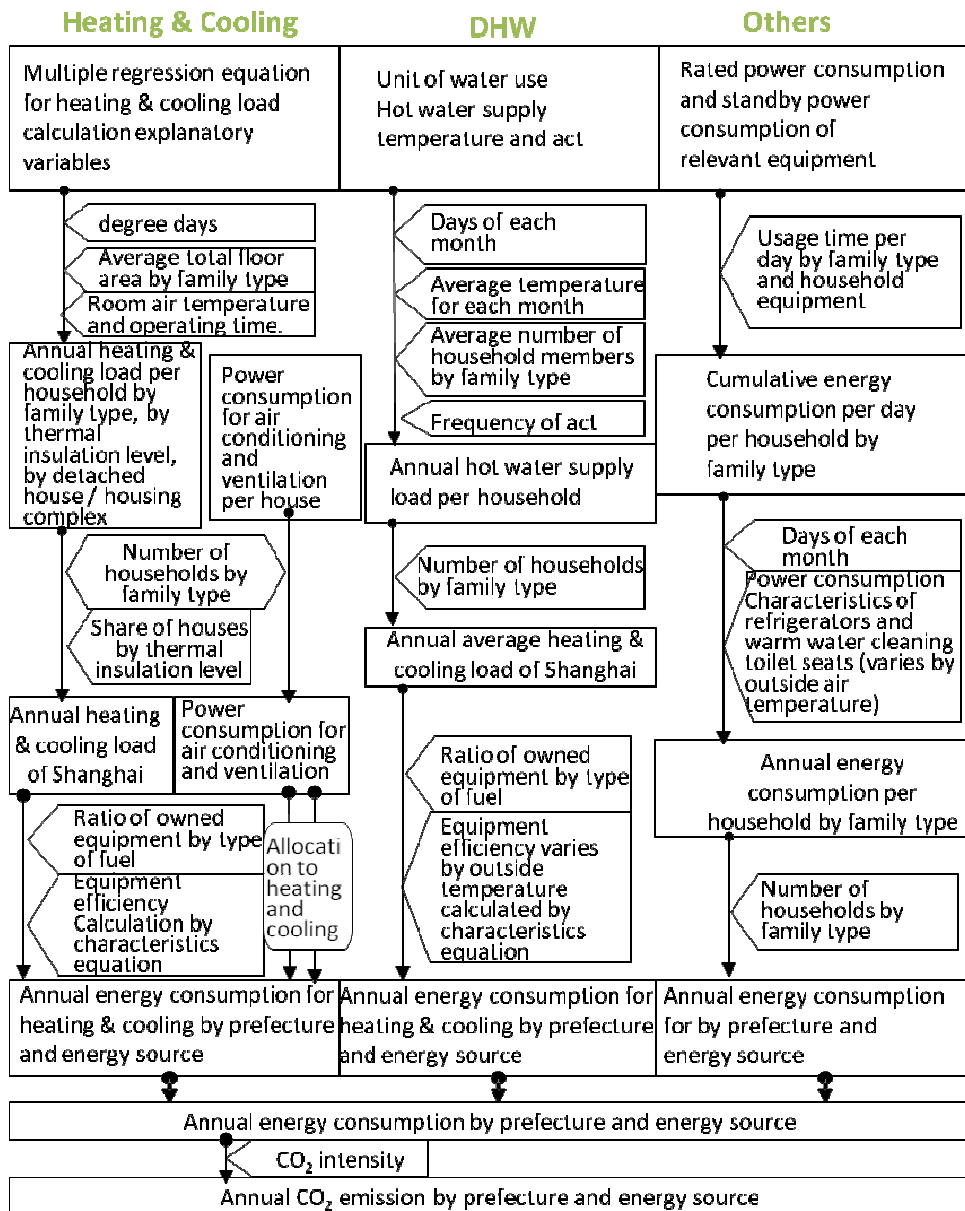 Heating & Cooling
DHW
Others
Multiple regression equation
for heating & cooling load
calculation explanatory
variables
Unit of water use
Hot water supply
temperature and act
Rated power consumption
and standby power
consumption of
relevant equipment
degree days
Average total floor
area by family type
Room air temperature
and operating time.
Annual heating &
cooling load per
household by
family type, by
thermal
insulation level,
by detached
house / housing
complex
Power
consumption
for air
conditioning
and
ventilation
per house
Number of
households by
family type
Share of houses
by thermal
insulation level
Annual heating
& cooling load
of Shanghai
Power
consumption for
air conditioning
and ventilation
Ratio of owned
equipment by type
of fuel
Equipment
efficiency
Calculation by
characteristics
equation
Allocati
on to
heating
and
cooling
Annual energy consumption for
heating & cooling by prefecture
and energy source
Days of each
month
Average temperature
for each month
Average number of
household members
by family type
Frequency of act
Annual hot water supply
load per household
Number of households
by family type
Annual average heating &
cooling load of Shanghai
Ratio of owned
equipment by type
of fuel
Equipment
efficiency varies
by outside
temperature
calculated by
characteristics
equation
Annual energy consumption for
heating & cooling by prefecture
and energy source
Usage time per
day by family type
and household
equipment
Cumulative energy
consumption per day
per household by
family type
Days of each
month
Power consumption
Characteristics of
refrigerators and
warm water cleaning
toilet seats (varies by
outside air
temperature)
Annual energy
consumption per
household by family type
Number of
households by
family type
Annual energy consumption
for by prefecture and
energy source
Annual energy consumption by prefecture and energy source
CO₂ intensity
Annual CO₂ emission by prefecture and energy source